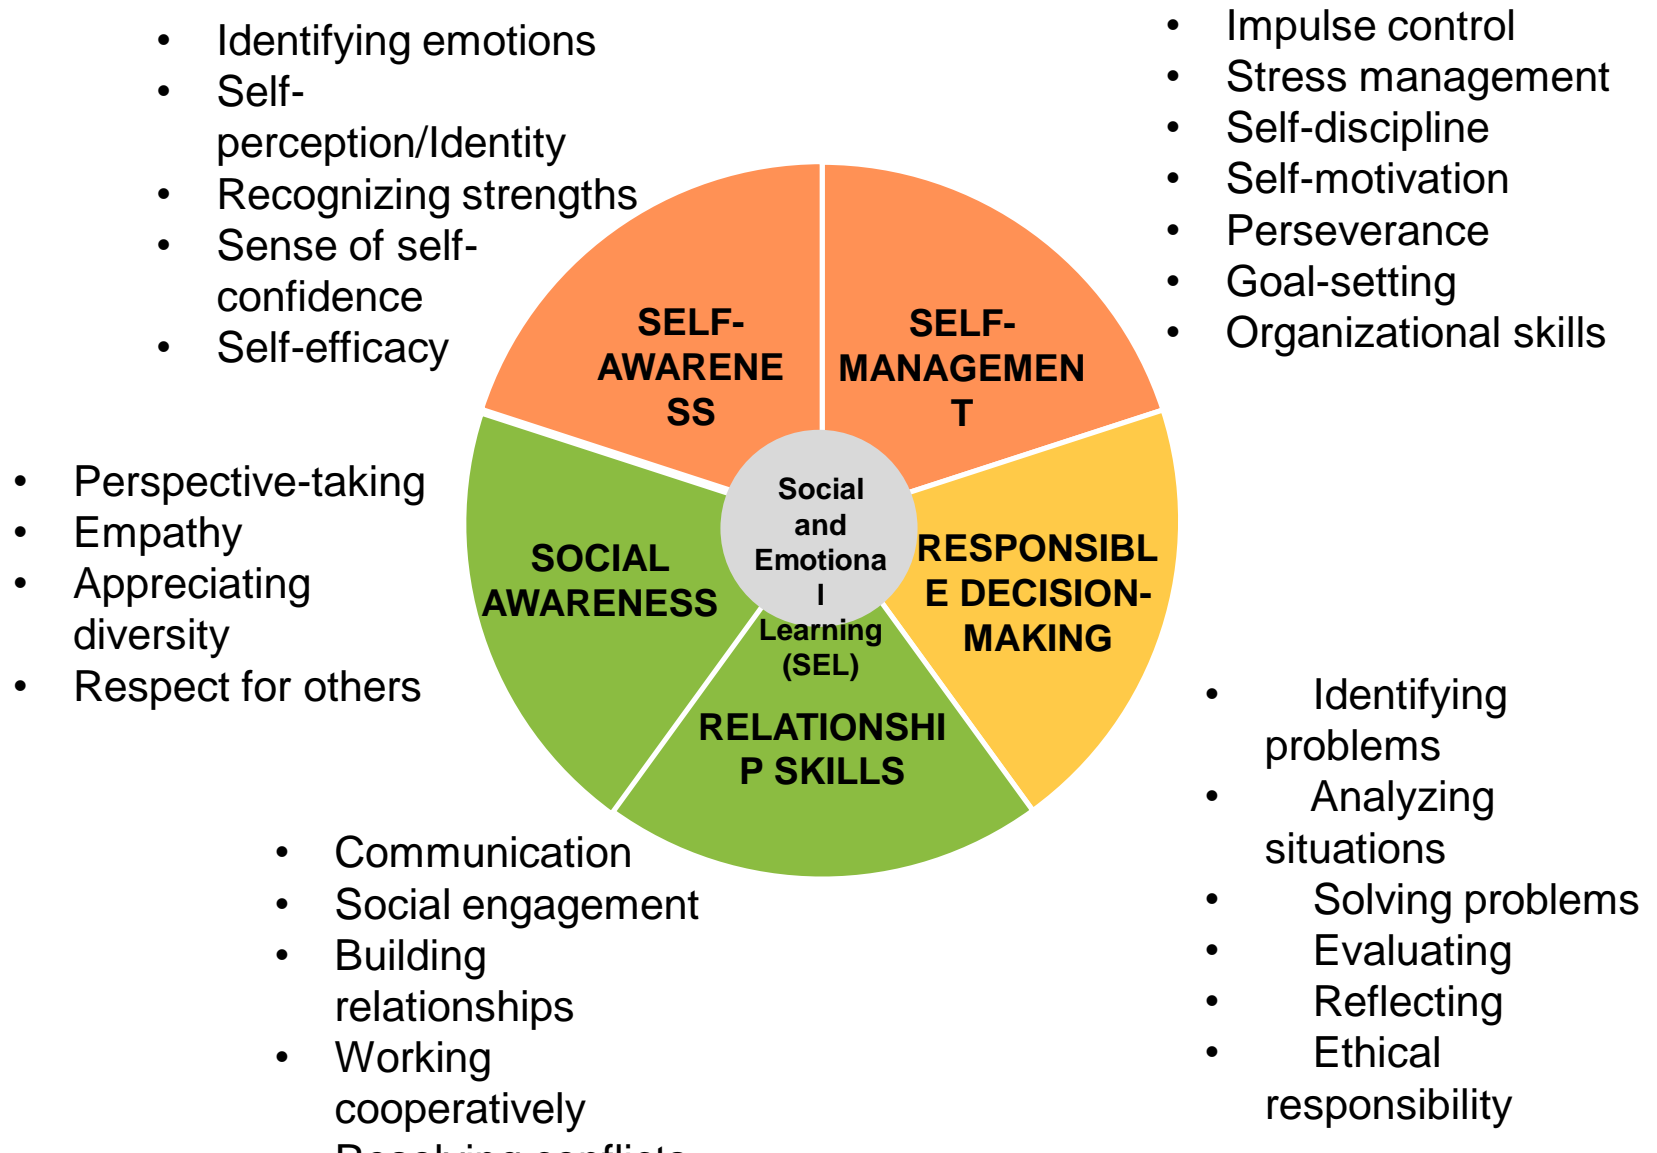 • Identifying emotions
• Self-
perception/Identity
• Recognizing strengths
• Sense of self-
confidence
• Self-efficacy
• Impulse control
• Stress management
• Self-discipline
• Self-motivation
• Perseverance
• Goal-setting
• Organizational skills
SELF-
AWARENE
SS
SELF-
MANAGEMEN
T
• Perspective-taking
• Empathy
• Appreciating
diversity
• Respect for others
SOCIAL
AWARENESS
Social
and
Emotiona
l
Learning
(SEL)
RESPONSIBL
E DECISION-
MAKING
RELATIONSHI
P SKILLS
• Identifying
problems
• Analyzing
situations
• Solving problems
• Evaluating
• Reflecting
• Ethical
responsibility
• Communication
• Social engagement
• Building
relationships
• Working
cooperatively
Resolving conflicts